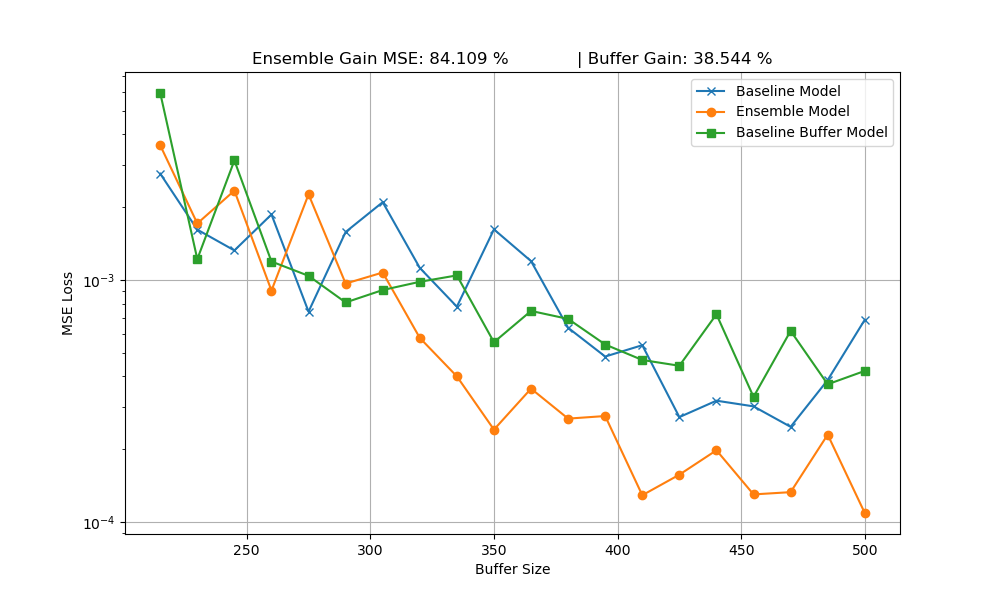 Ensemble Gain MSE: 84.109 % | Buffer Gain: 38.544 %
Baseline Model
Ensemble Model
Baseline Buffer Model
MSE Loss
10⁻³
10⁻⁴
250 300 350 400 450 500
Buffer Size